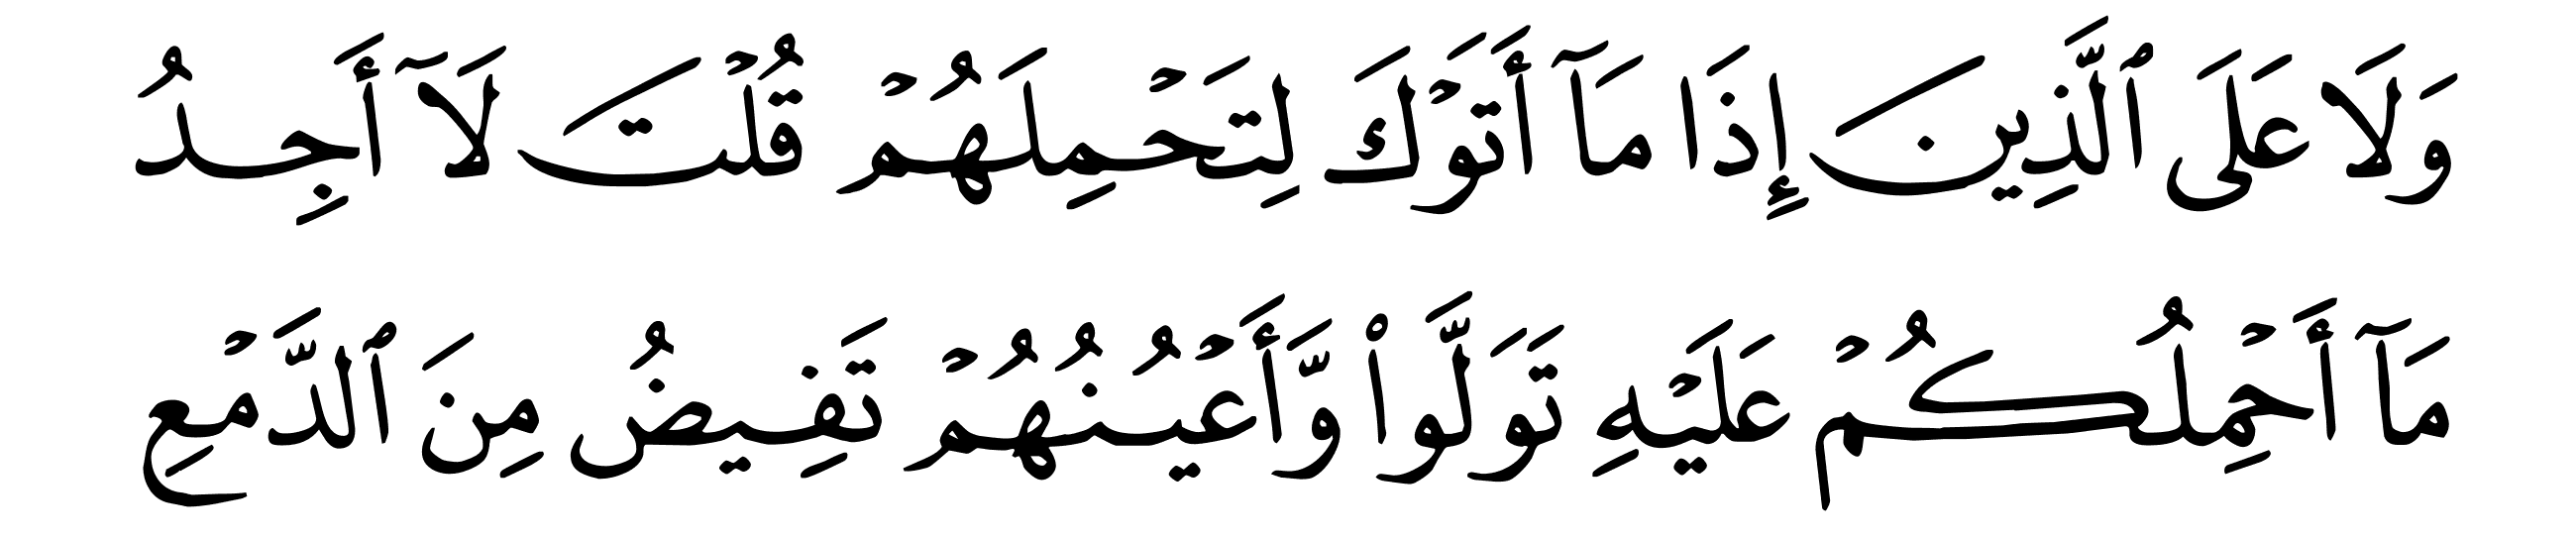 وَلَا عَلَى ٱلَّذِينَ إِذَا مَآ أَتَوْكَ لِتَحْمِلَهُمْ قُلْتَ لَآ أَجِدُ
مَآ أَحْمِلُكُمْ عَلَيْهِ تَوَلَّوا۟ وَّأَعْيُنُهُمْ تَفِيضُ مِنَ ٱلدَّمْعِ